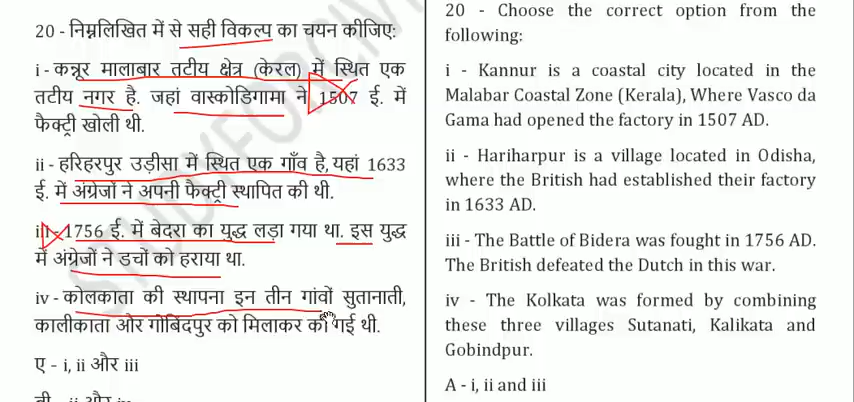 20 - निम्नलिखित में से सही विकल्प का चयन कीजिए:
i - कन्नूर मालाबार तटीय क्षेत्र (केरल) में स्थित एक
तटीय नगर है. जहां वास्कोडिगामा ने 1507 ई. में
फैक्ट्री खोली थी.
ii - हरिहरपुर उड़ीसा में स्थित एक गाँव है, यहां 1633
ई. में अंग्रेजों ने अपनी फैक्ट्री स्थापित की थी.
iii - 1756 ई. में बेदरा का युद्ध लड़ा गया था. इस युद्ध
में अंग्रेजों ने डचों को हराया था.
iv - कोलकाता की स्थापना इन तीन गांवों सुतानाती,
कालीकाता और गोबिंदपुर को मिलाकर की गई थी.
ए - i, ii और iii
20 - Choose the correct option from the
following:
i - Kannur is a coastal city located in the
Malabar Coastal Zone (Kerala), Where Vasco da
Gama had opened the factory in 1507 AD.
ii - Hariharpur is a village located in Odisha,
where the British had established their factory
in 1633 AD.
iii - The Battle of Bidera was fought in 1756 AD.
The British defeated the Dutch in this war.
iv - The Kolkata was formed by combining
these three villages Sutanati, Kalikata and
Gobindpur.
A - i, ii and iii